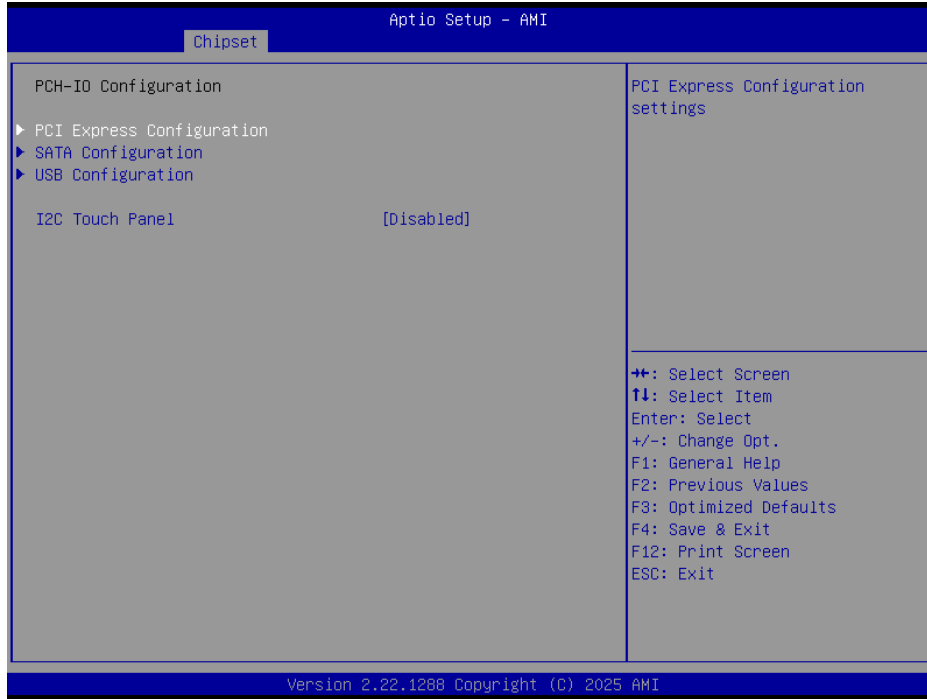 Aptio Setup – AMI
Chipset
PCH-IO Configuration
▶ PCI Express Configuration
▶ SATA Configuration
▶ USB Configuration
I2C Touch Panel [Disabled]
PCI Express Configuration
settings
→←: Select Screen
↑↓: Select Item
Enter: Select
+/-: Change Opt.
F1: General Help
F2: Previous Values
F3: Optimized Defaults
F4: Save & Exit
F12: Print Screen
ESC: Exit
Version 2.22.1288 Copyright (C) 2025 AMI